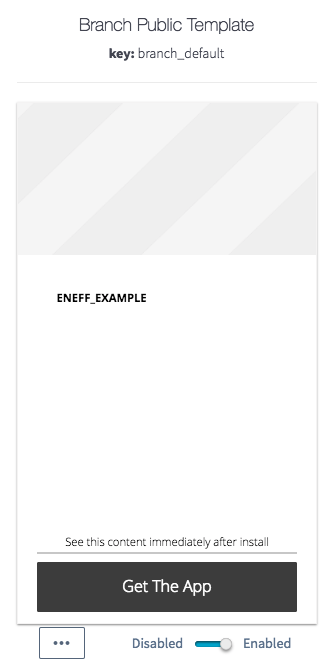 Branch Public Template
key: branch_default
ENEFF_EXAMPLE
See this content immediately after install
Get The App
•••
Disabled Enabled